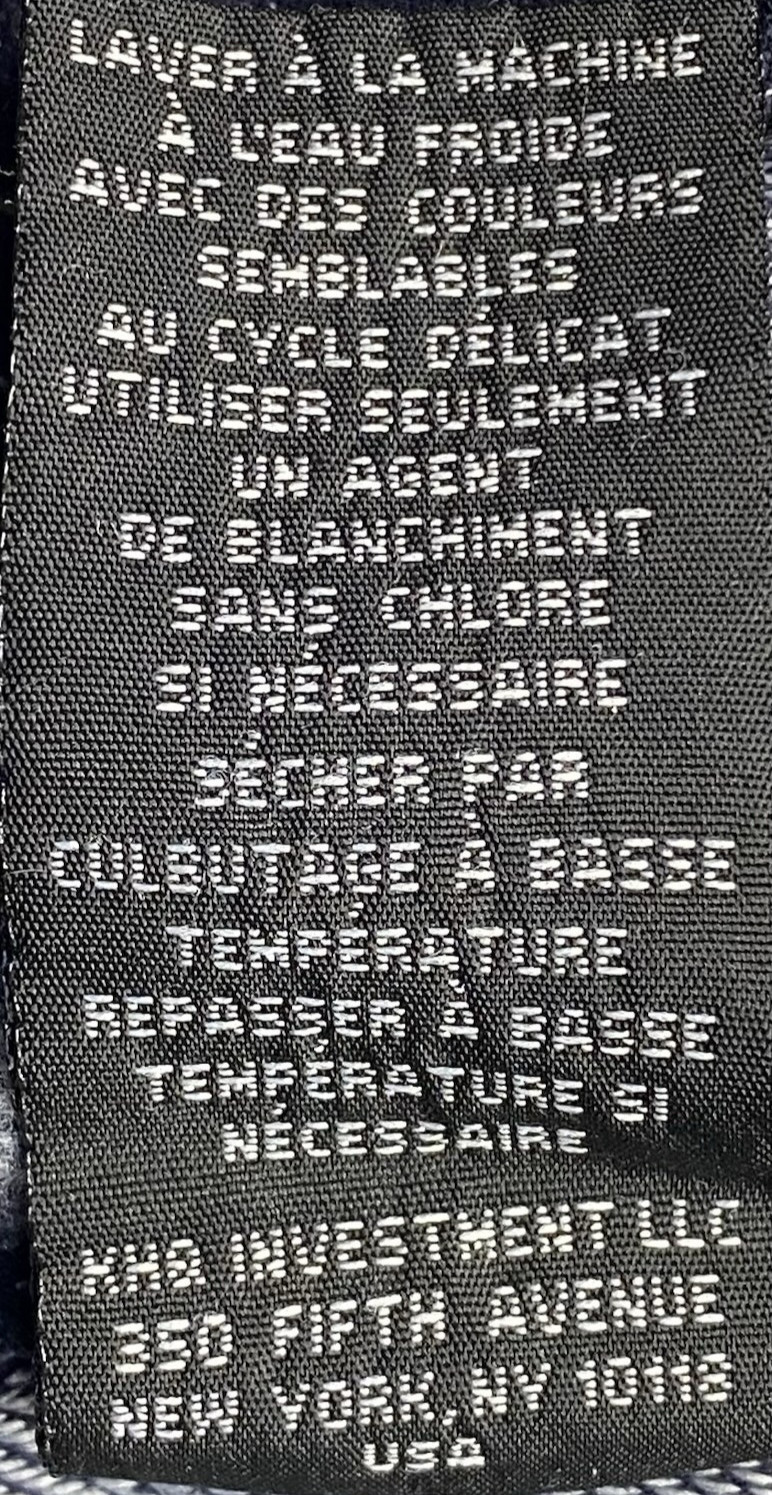 LAVER À LA MACHINE
À L'EAU FROIDE
AVEC DES COULEURS
SEMBLABLES
AU CYCLE DÉLICAT
UTILISER SEULEMENT
UN AGENT
DE BLANCHIMENT
SANS CHLORE
SI NÉCESSAIRE
SÉCHER PAR
CULBUTAGE À BASSE
TEMPÉRATURE
REPASSER À BASSE
TEMPÉRATURE SI
NÉCESSAIRE
KHQ INVESTMENT LLC
350 FIFTH AVENUE
NEW YORK, NY 10118
USA